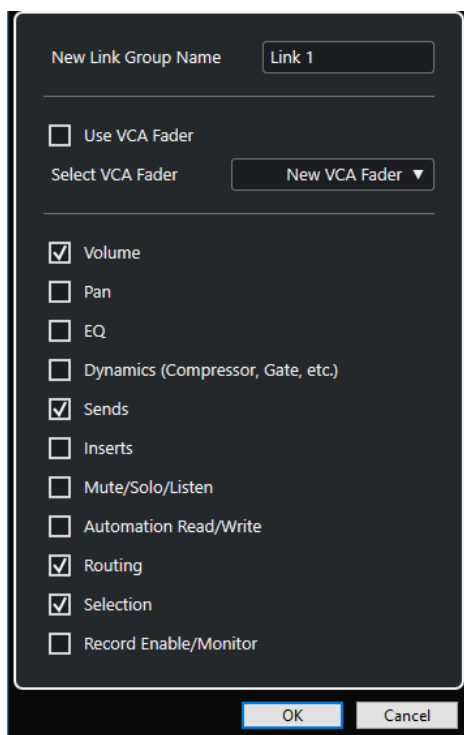 New Link Group Name Link 1
Use VCA Fader
Select VCA Fader New VCA Fader
Volume
Pan
EQ
Dynamics (Compressor, Gate, etc.)
Sends
Inserts
Mute/Solo/Listen
Automation Read/Write
Routing
Selection
Record Enable/Monitor
OK Cancel